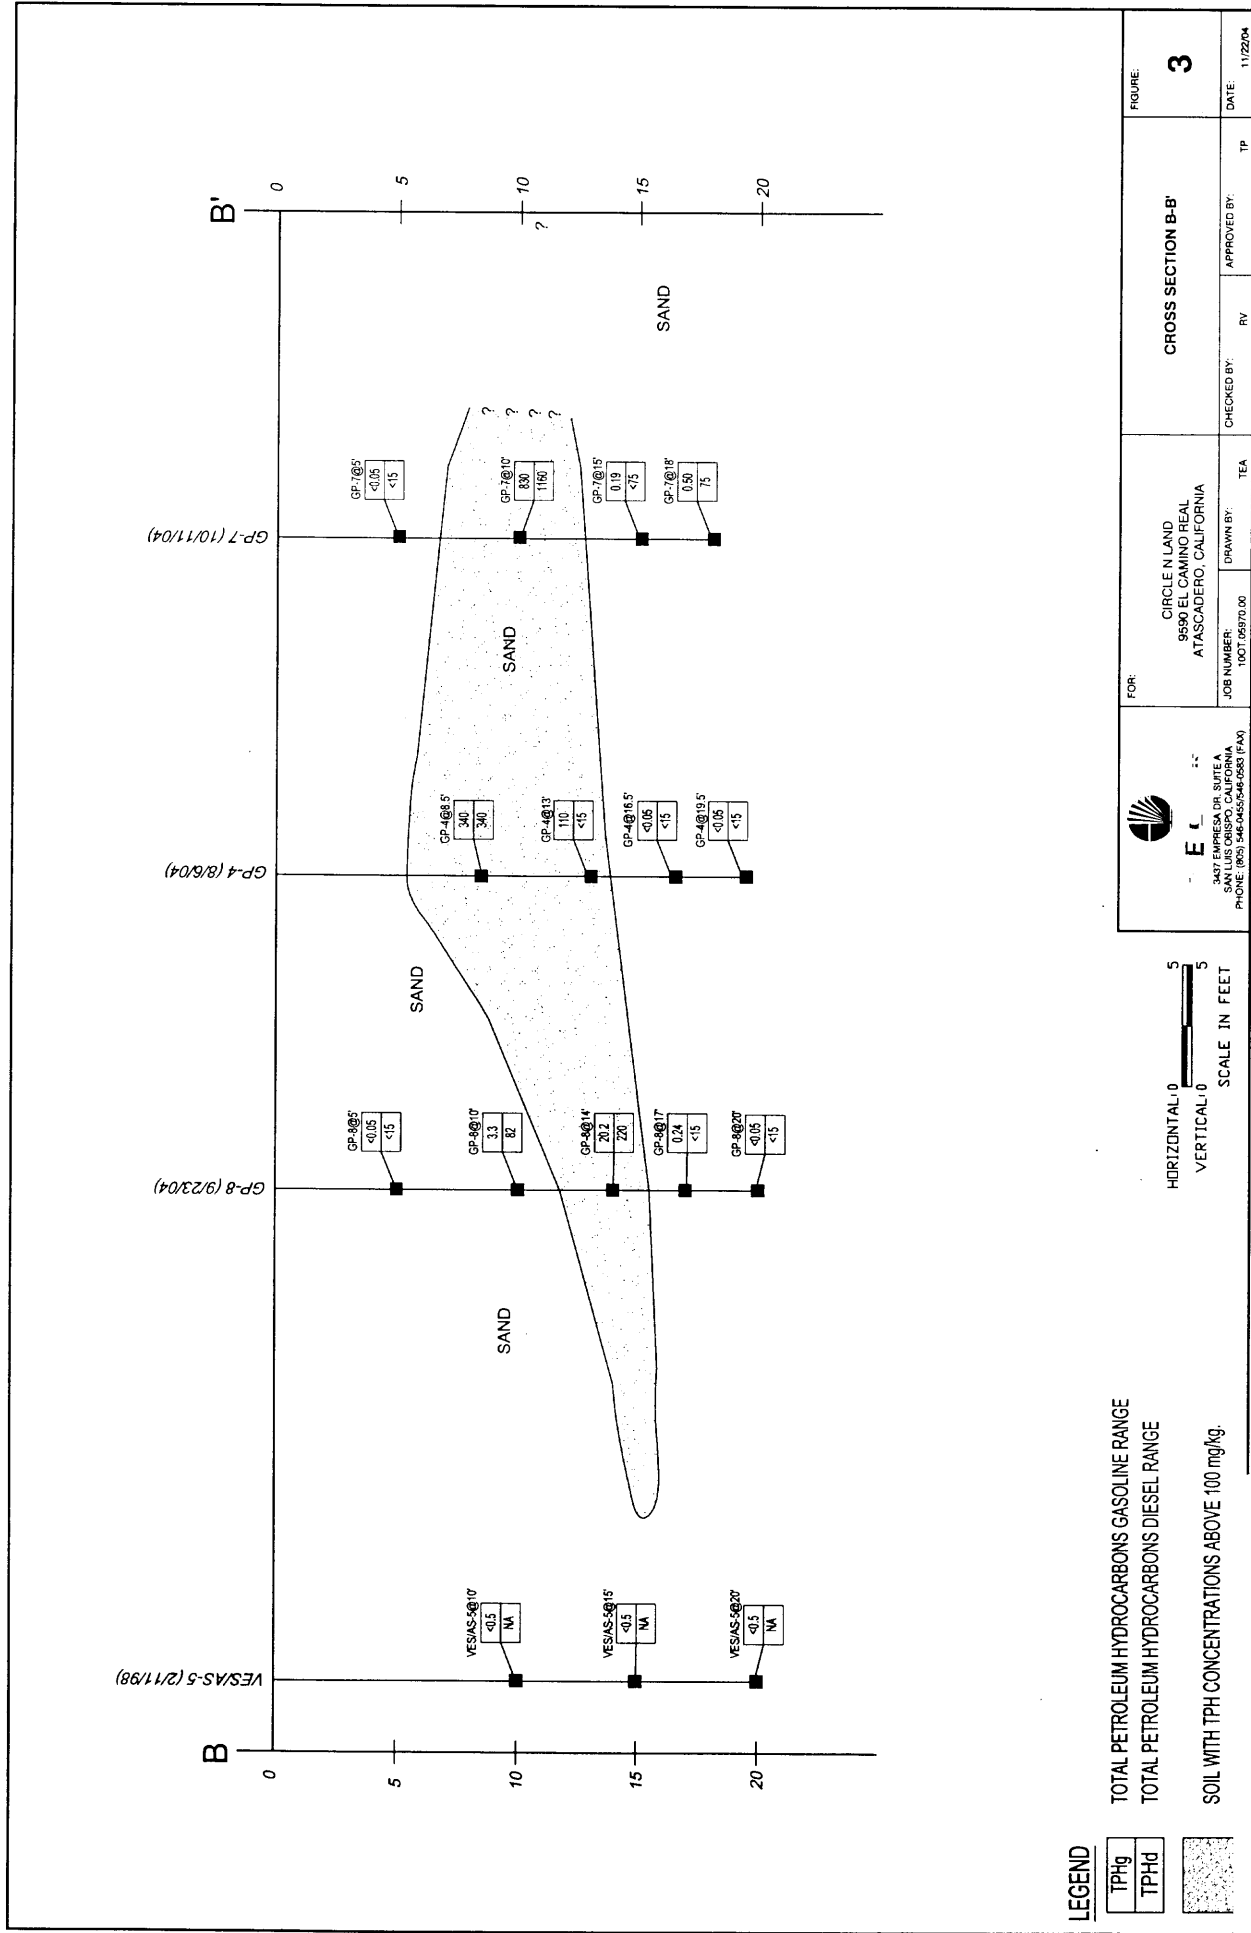 B
B'
VES/AS-5 (2/11/98)
GP-8 (9/23/04)
GP-4 (8/6/04)
GP-7 (10/11/04)
0
5
10
15
20
0
5
10
15
20
VES/AS-5@10'
<0.5
NA
VES/AS-5@15'
<0.5
NA
VES/AS-5@20'
<0.5
NA
GP-8@5'
<0.05
<15
GP-8@10'
3.3
82
GP-8@14'
20.2
220
GP-8@17'
0.24
<15
GP-8@20'
<0.05
<15
GP-4@8.5'
340
340
GP-4@13'
110
<15
GP-4@16.5'
<0.05
<15
GP-4@19.5'
<0.05
<15
GP-7@5'
<0.05
<15
GP-7@10'
830
1160
GP-7@15'
0.19
<75
GP-7@18'
0.50
75
SAND
SAND
SAND
SAND
?
?
?
?
?
LEGEND
TPHg TOTAL PETROLEUM HYDROCARBONS GASOLINE RANGE
TPHd TOTAL PETROLEUM HYDROCARBONS DIESEL RANGE
SOIL WITH TPH CONCENTRATIONS ABOVE 100 mg/kg.
HORIZONTAL: 0 5
VERTICAL: 0 5
SCALE IN FEET
3437 EMPRESA DR. SUITE A
SAN LUIS OBISPO, CALIFORNIA
PHONE: (805) 546-0455/546-0583 (FAX)
FOR:
CIRCLE N LAND
9590 EL CAMINO REAL
ATASCADERO, CALIFORNIA
JOB NUMBER:
100T.05970.00
DRAWN BY:
TEA
CROSS SECTION B-B'
CHECKED BY:
RV
APPROVED BY:
TP
FIGURE:
3
DATE:
11/22/04